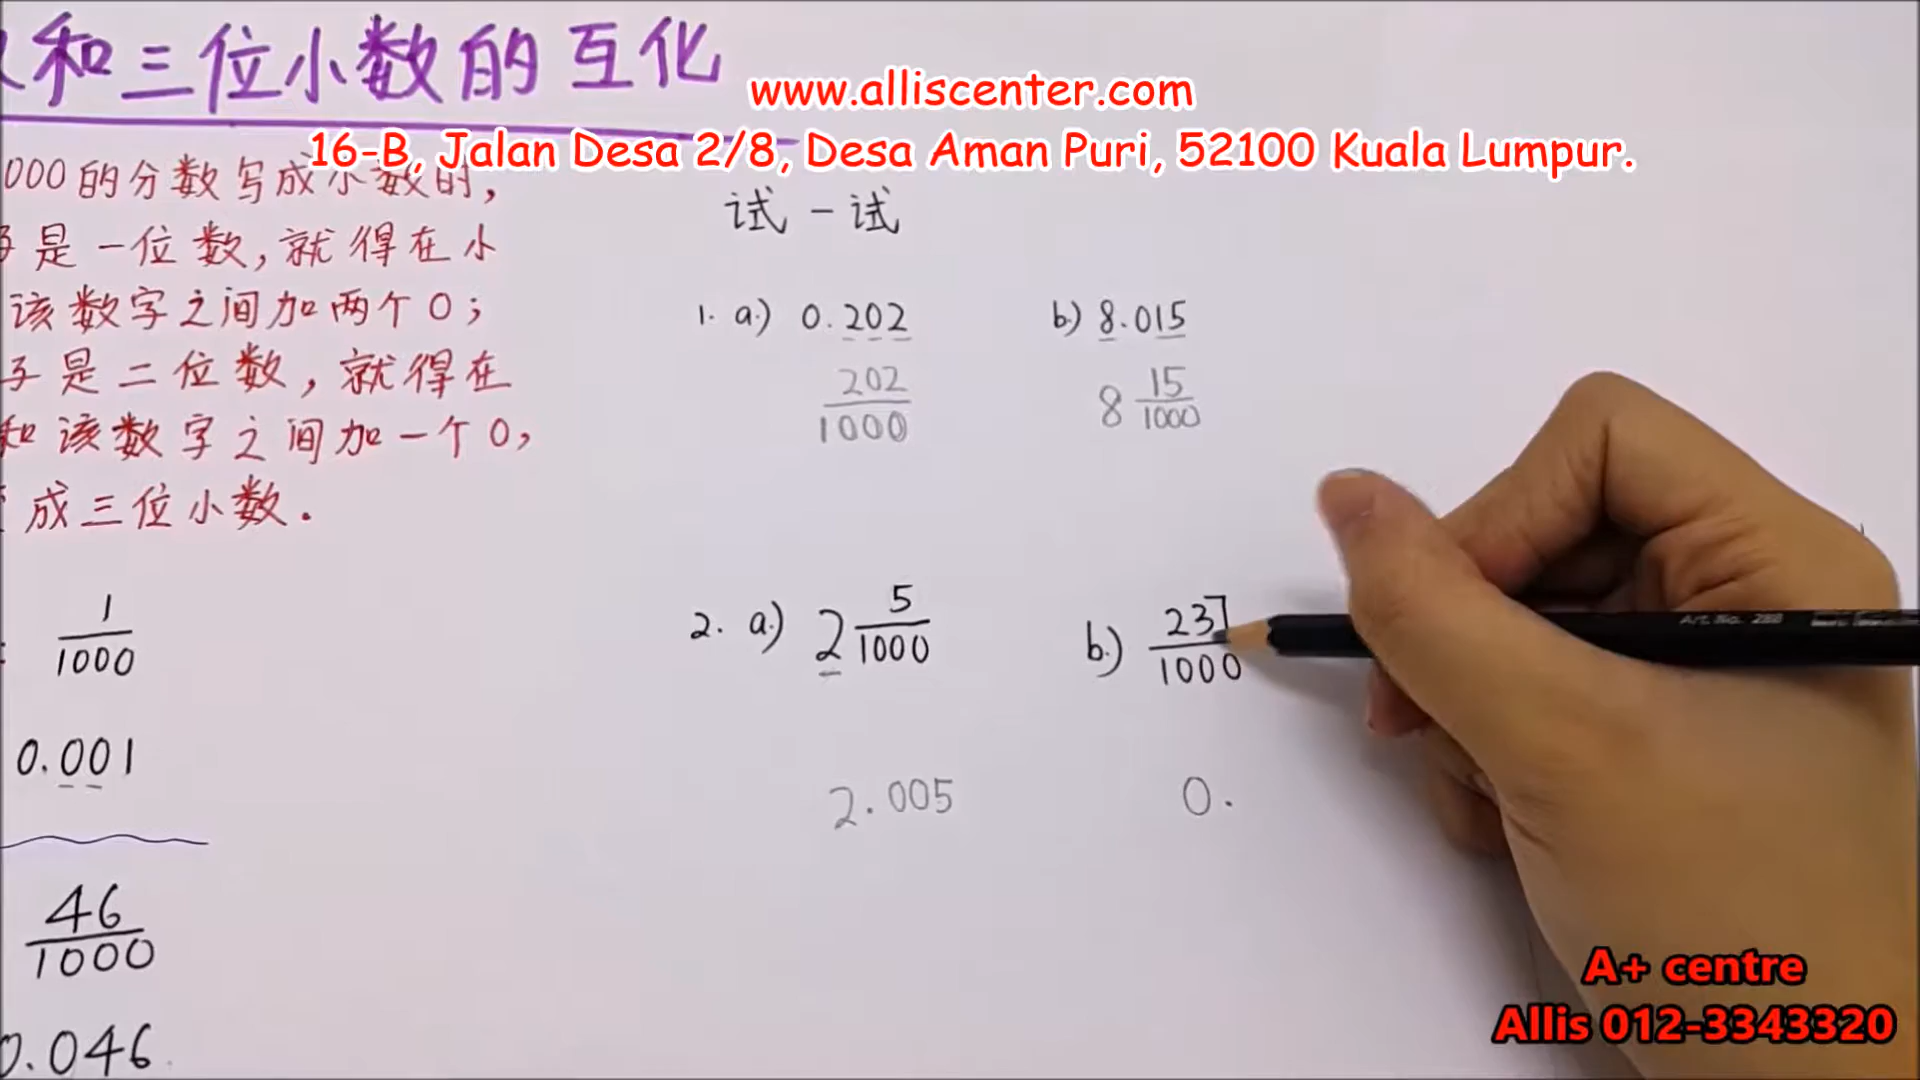 和三位小数的互化
www.alliscenter.com
16-B, Jalan Desa 2/8, Desa Aman Puri, 52100 Kuala Lumpur.
000的分数写成小数的,
是一位数,就得在小
该数字之间加两个0;
子是二位数,就得在
和该数字之间加一个0,
成三位小数.
1
1000
0.001
46
1000
0.046
试一试
1. a.) 0.202
202
1000
b.) 8.015
8 15
1000
2. a.) 2 5
1000
2.005
b.) 237
1000
0.
A+ centre
Allis 012-3343320